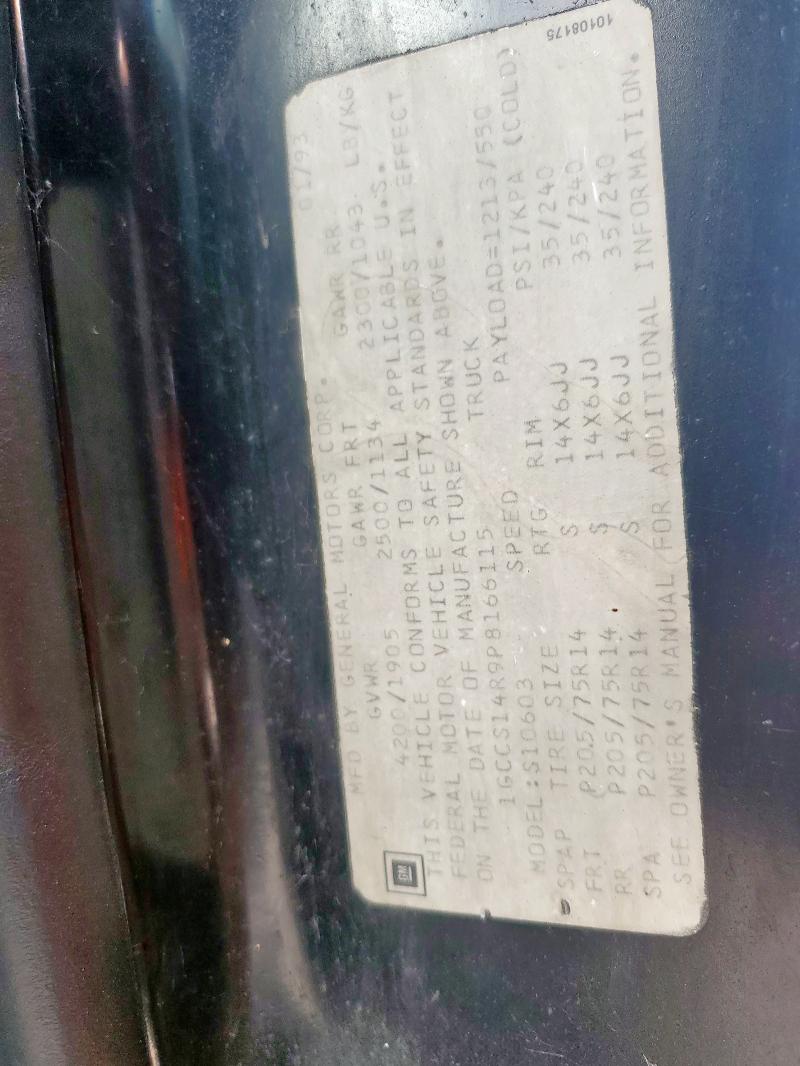 MFD BY GENERAL MOTORS CORP. 01/93
GVWR GAWR FRT GAWR RR
4200/1905 2500/1134 2300/1043 LB/KG
GM
THIS VEHICLE CONFORMS TO ALL APPLICABLE U.S.
FEDERAL MOTOR VEHICLE SAFETY STANDARDS IN EFFECT
ON THE DATE OF MANUFACTURE SHOWN ABOVE.
1GCCS14R9P8166115 TRUCK
MODEL:S10603 PAYLOAD=1213/550
SPEED
SPAP TIRE SIZE RTG RIM PSI/KPA (COLD)
FRT P205/75R14 S 14X6JJ 35/240
RR P205/75R14 S 14X6JJ 35/240
SPA P205/75R14 S 14X6JJ 35/240
SEE OWNER'S MANUAL FOR ADDITIONAL INFORMATION.
10108175